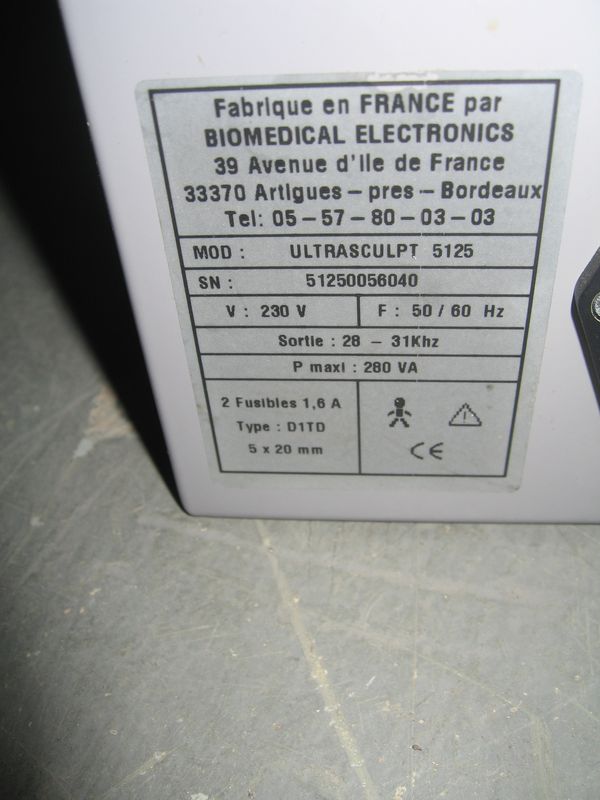 Fabrique en FRANCE par
BIOMEDICAL ELECTRONICS
39 Avenue d'Ile de France
33370 Artigues - pres - Bordeaux
Tel: 05 - 57 - 80 - 03 - 03
MOD : ULTRASCULPT 5125
SN : 51250056040
V : 230 V F : 50 / 60 Hz
Sortie : 28 - 31Khz
P maxi : 280 VA
2 Fusibles 1,6 A
Type : D1TD
5 x 20 mm
CE